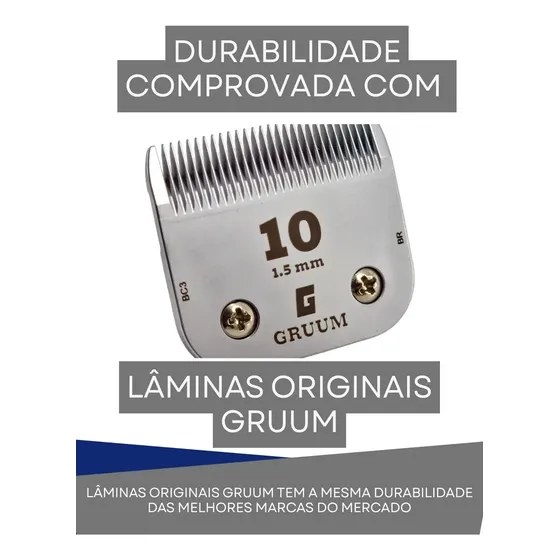 DURABILIDADE
COMPROVADA COM
10
1.5 mm
BC3
BR
G
GRUUM
LÂMINAS ORIGINAIS
GRUUM
LÂMINAS ORIGINAIS GRUUM TEM A MESMA DURABILIDADE
DAS MELHORES MARCAS DO MERCADO